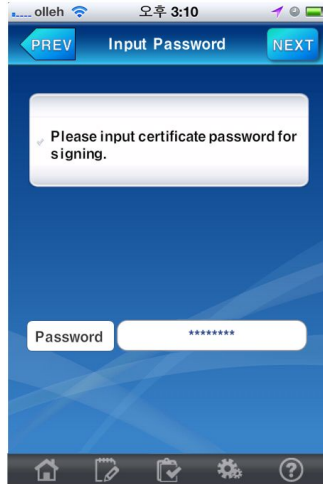 olleh 오후 3:10
PREV Input Password NEXT
Please input certificate password for
signing.
Password ********
?